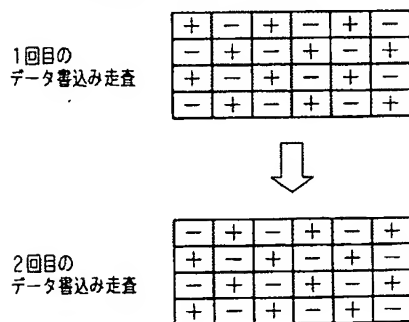 + - + - + -
1回目の
- + - + - +
データ書込み走査
+ - + - + -
- + - + - +
- + - + - +
2回目の
+ - + - + -
データ書込み走査
- + - + - +
+ - + - + -